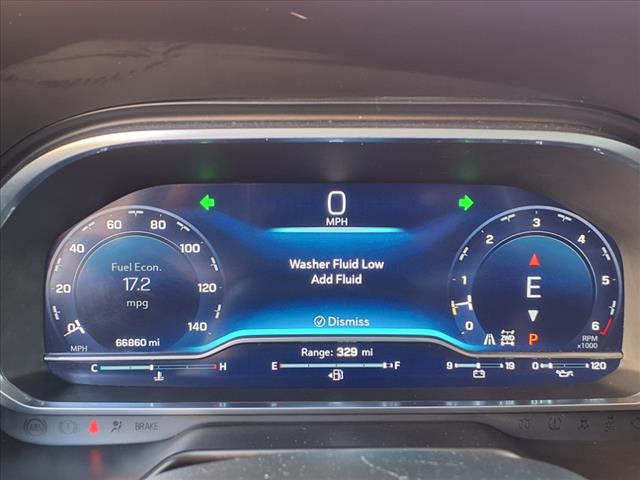 0
MPH
60 80
40 100
20 120
0 140
Fuel Econ.
17.2
mpg
66860 mi
MPH
Washer Fluid Low
Add Fluid
Dismiss
3
2 4
1 5
0 6
E
2WD P
RPM
x1000
Range: 329 mi
C H
E F
9 19
0 120
BRAKE